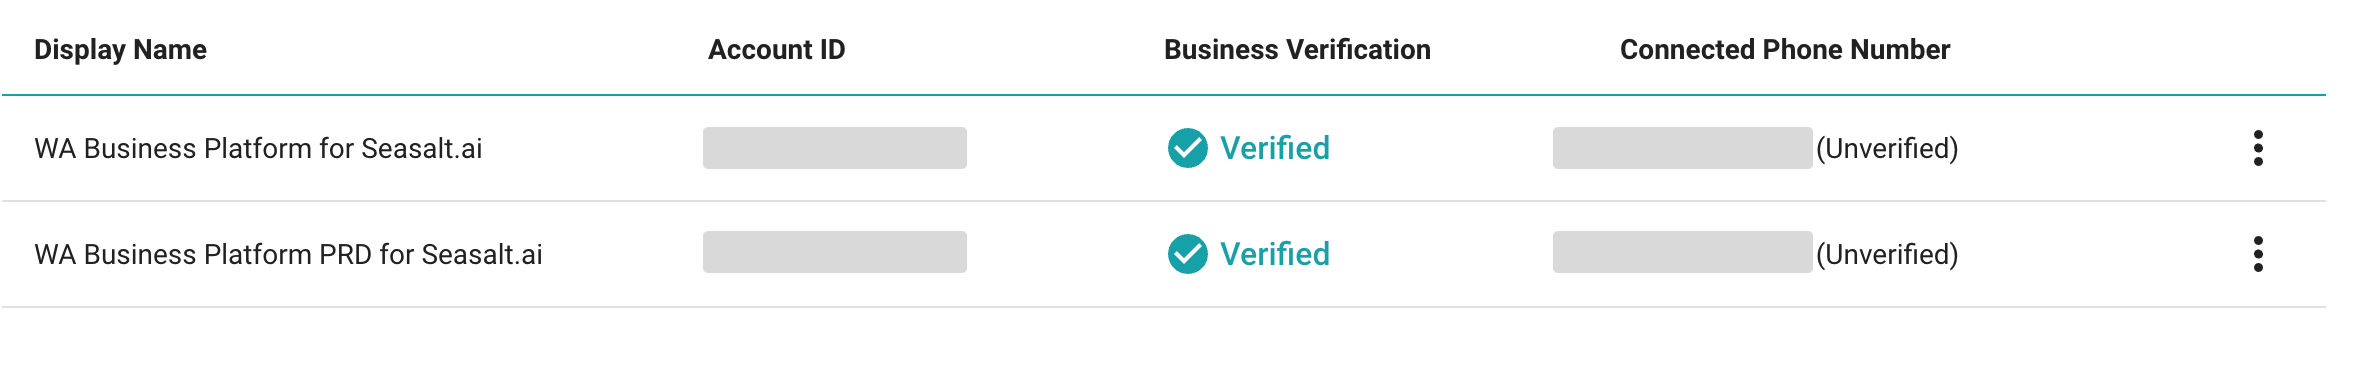 Display Name Account ID Business Verification Connected Phone Number
WA Business Platform for Seasalt.ai Verified (Unverified)
WA Business Platform PRD for Seasalt.ai Verified (Unverified)